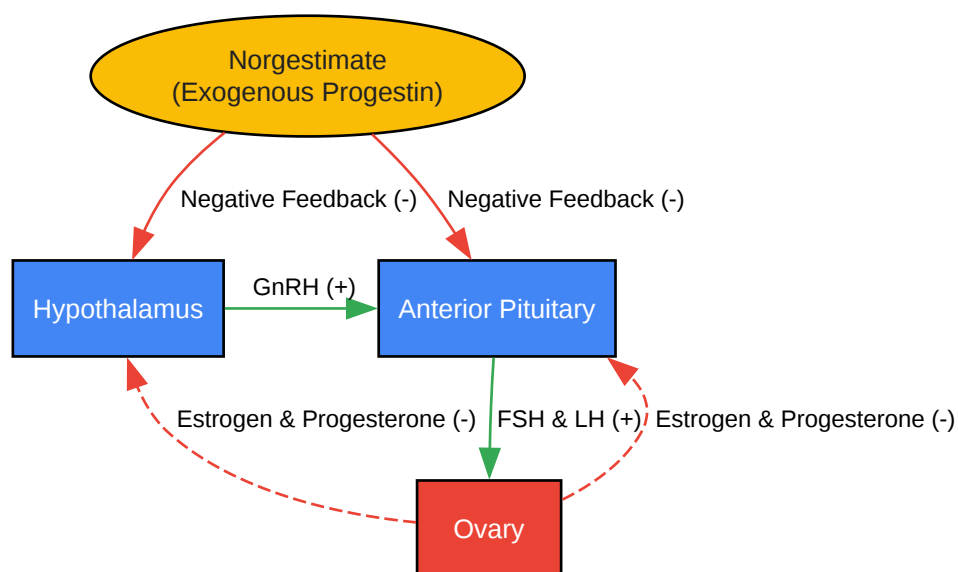 Norgestimate
(Exogenous Progestin)
Negative Feedback (-)
Negative Feedback (-)
GnRH (+)
Hypothalamus
Anterior Pituitary
Estrogen & Progesterone (-)
FSH & LH (+)
Estrogen & Progesterone (-)
Ovary